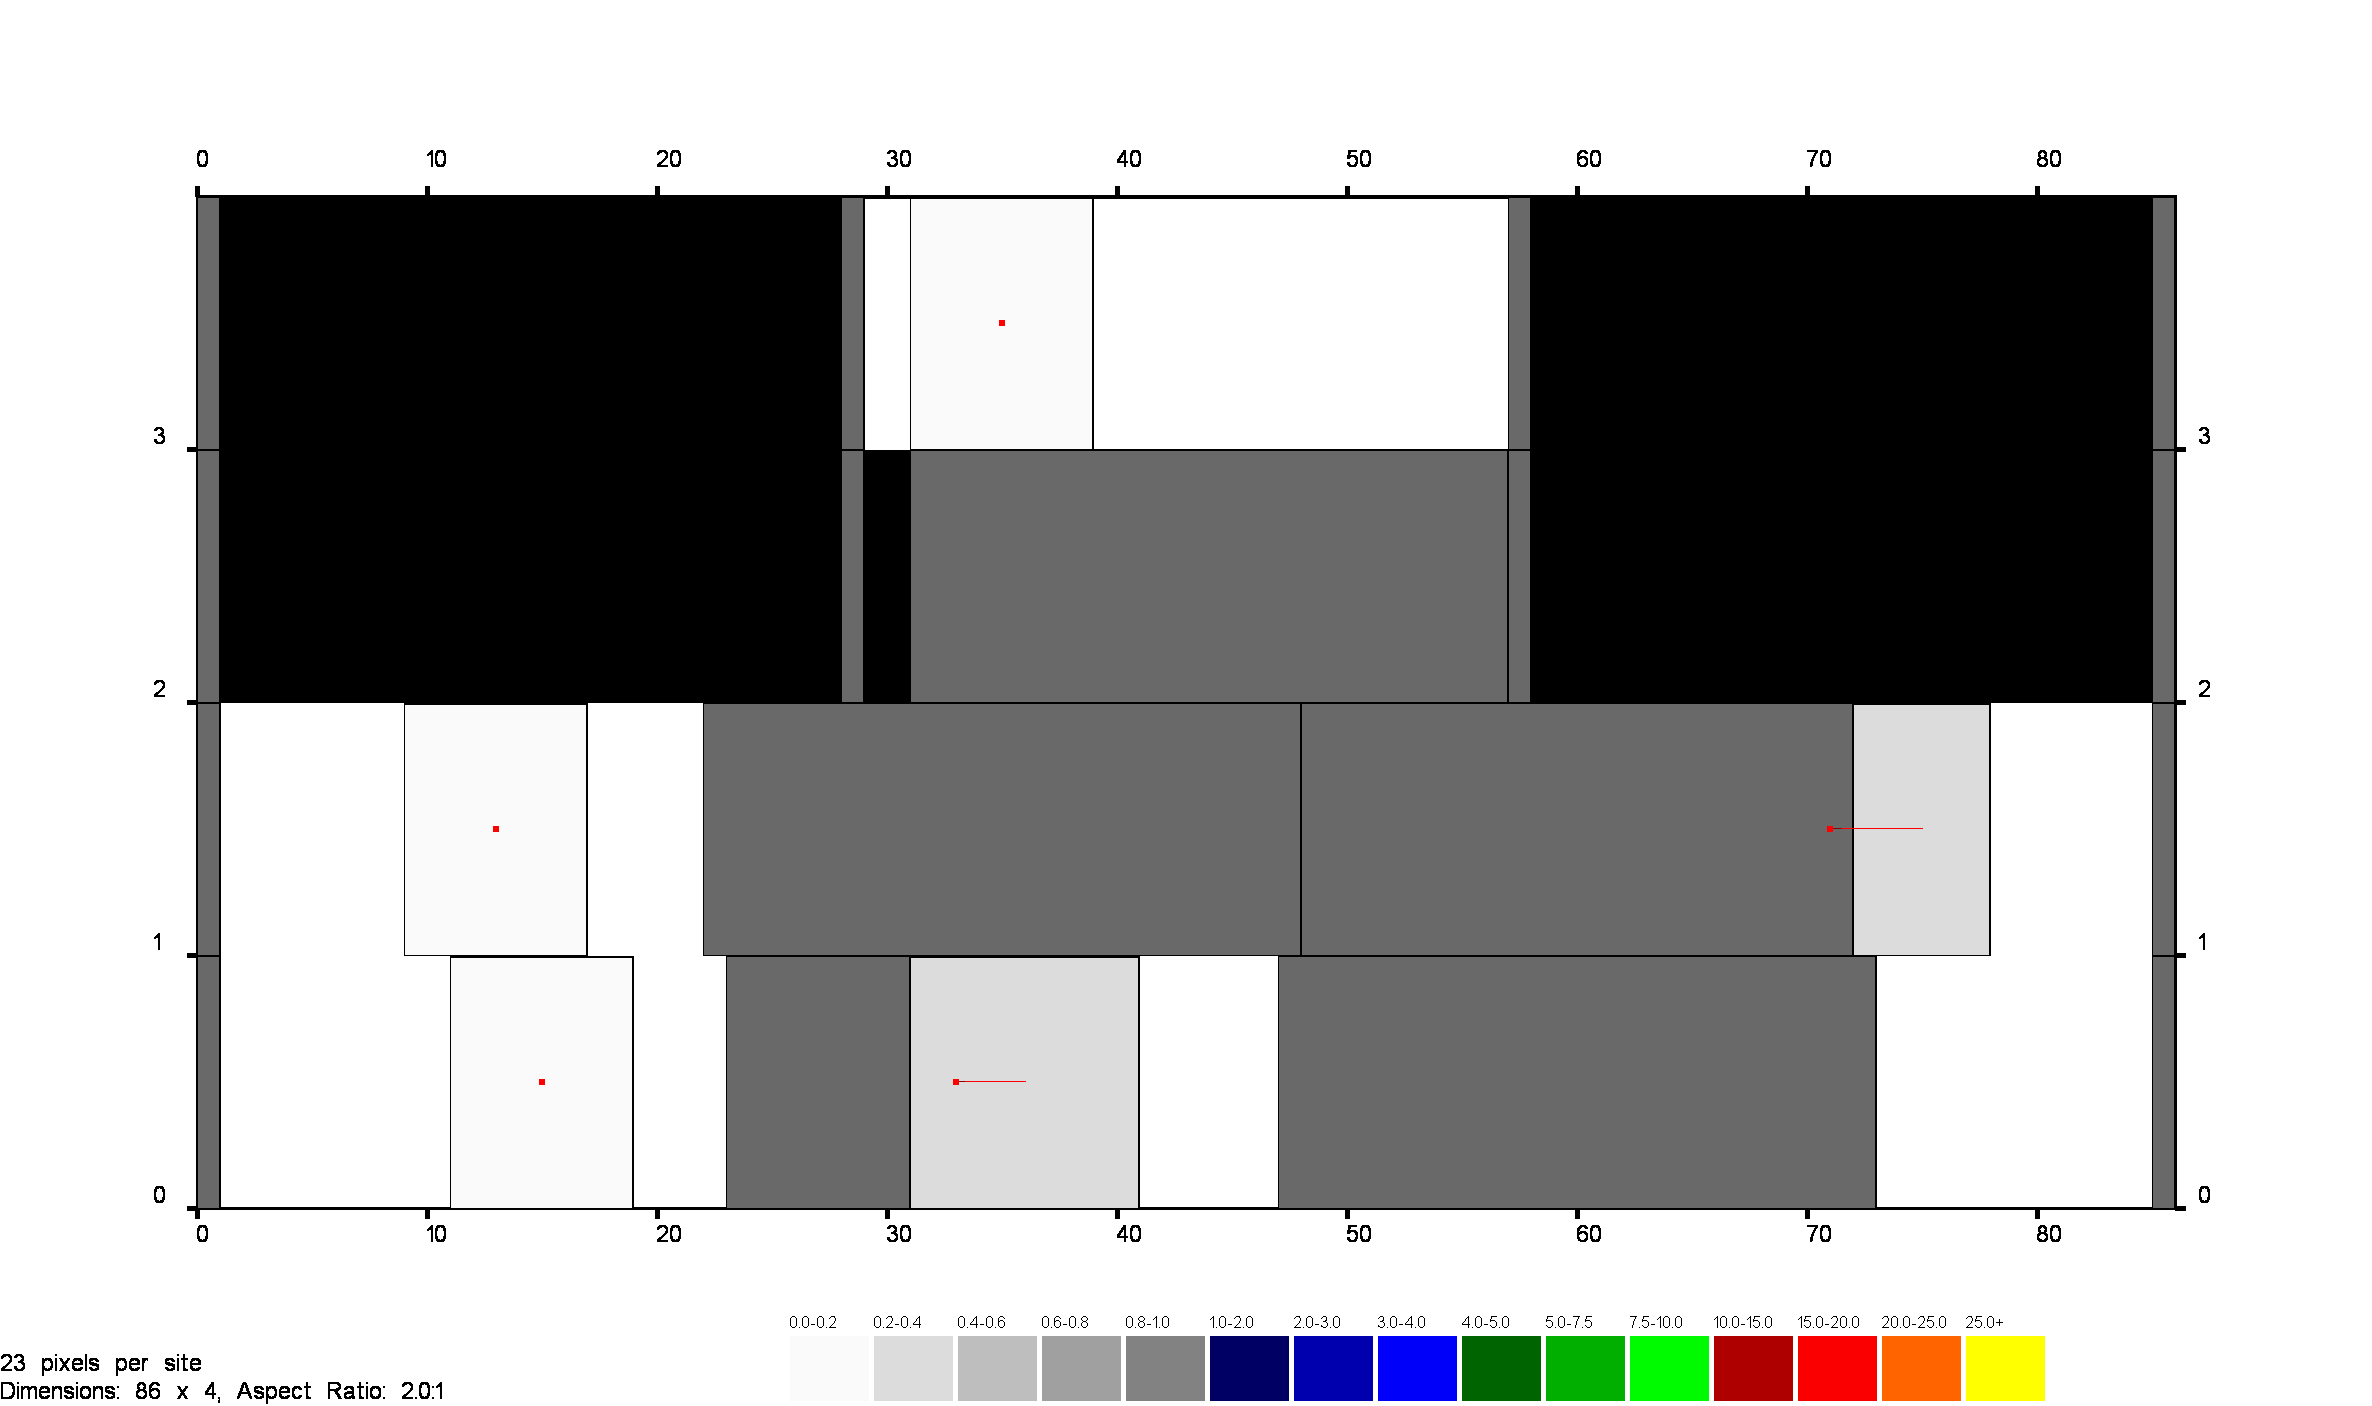 0 10 20 30 40 50 60 70 80
3 3
2 2
1 1
0 0
0 10 20 30 40 50 60 70 80
0.0-0.2 0.2-0.4 0.4-0.6 0.6-0.8 0.8-1.0 1.0-2.0 2.0-3.0 3.0-4.0 4.0-5.0 5.0-7.5 7.5-10.0 10.0-15.0 15.0-20.0 20.0-25.0 25.0+
23 pixels per site
Dimensions: 86 x 4, Aspect Ratio: 2.0:1